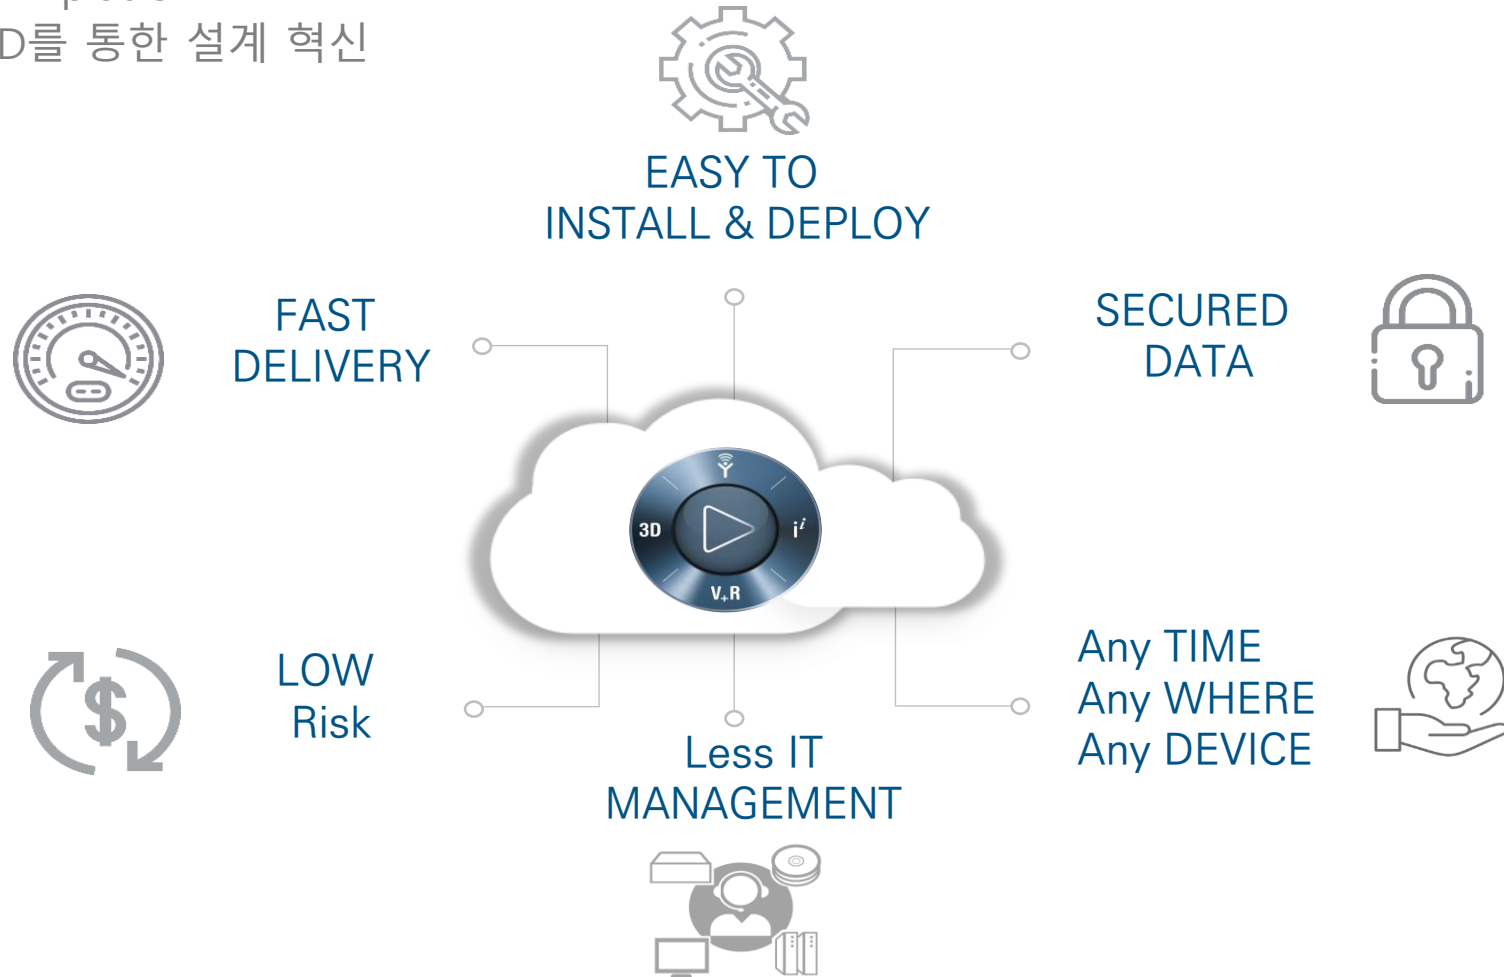 D를 통한 설계 혁신
EASY TO
INSTALL & DEPLOY
FAST
DELIVERY
SECURED
DATA
3D
iⁱ
V+R
LOW
Risk
Any TIME
Any WHERE
Any DEVICE
Less IT
MANAGEMENT